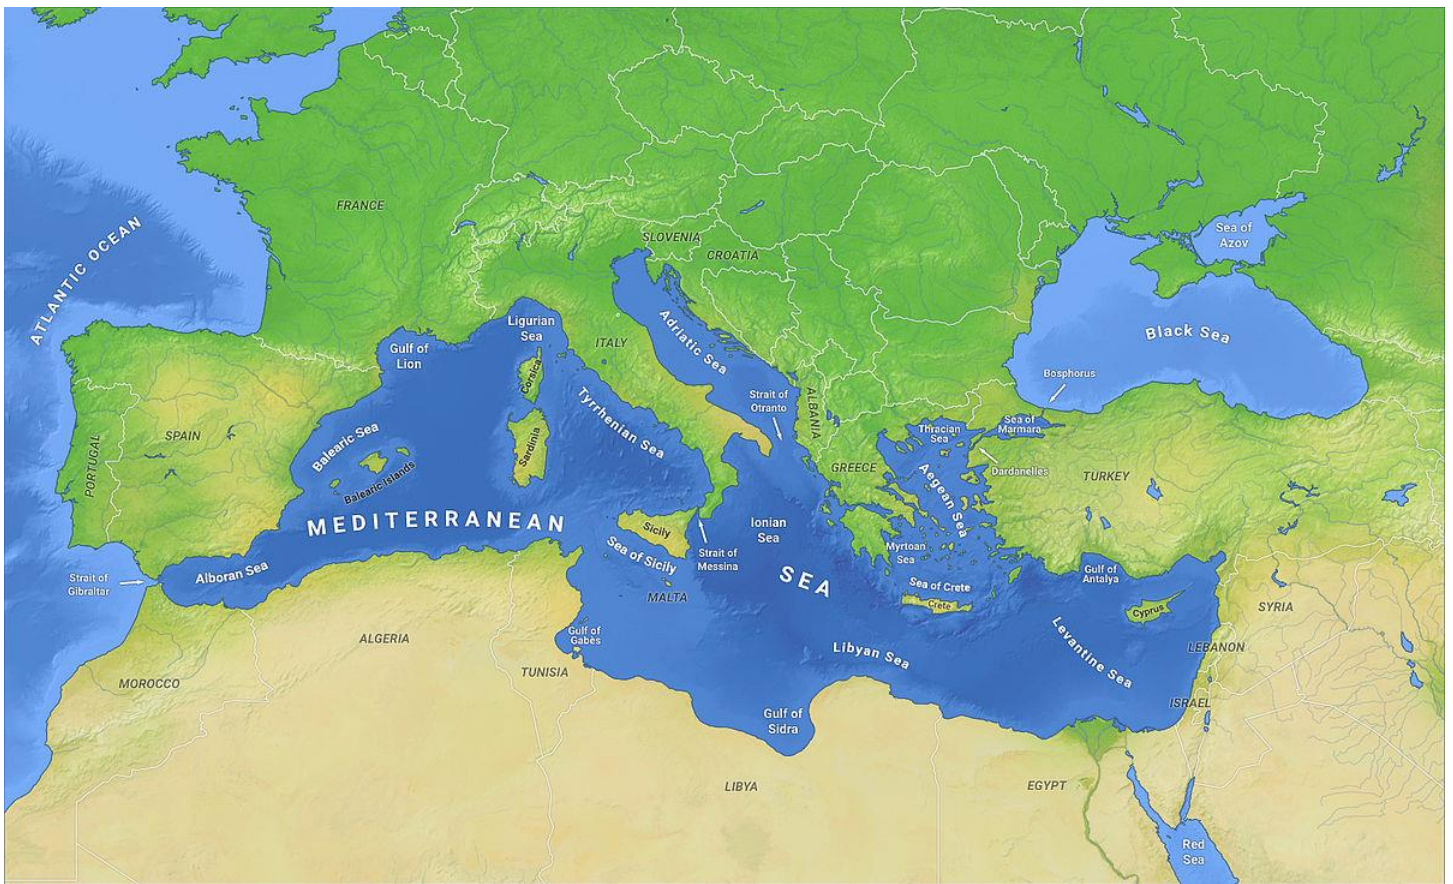 FRANCE
ATLANTIC OCEAN
SLOVENIA
CROATIA
Sea of
Azov
Black Sea
Ligurian
Sea
ITALY
Adriatic Sea
Gulf of
Lion
Corsica
Bosphorus
Strait of
Otranto
ALBANIA
Tyrrhenian Sea
Sea of
Marmara
Thracian
Sea
SPAIN
PORTUGAL
Balearic Sea
Balearic Islands
Sardinia
GREECE
Aegean Sea
Dardanelles
TURKEY
MEDITERRANEAN
SEA
Sicily
Ionian
Sea
Strait of
Messina
Sea of Sicily
MALTA
Myrtoan
Sea
Sea of Crete
Crete
Gulf of
Antalya
Cyprus
SYRIA
Strait of
Gibraltar
Alboran Sea
ALGERIA
Gulf of
Gabès
TUNISIA
MOROCCO
Libyan Sea
Levantine Sea
LEBANON
ISRAEL
Gulf of
Sidra
LIBYA
EGYPT
Red
Sea